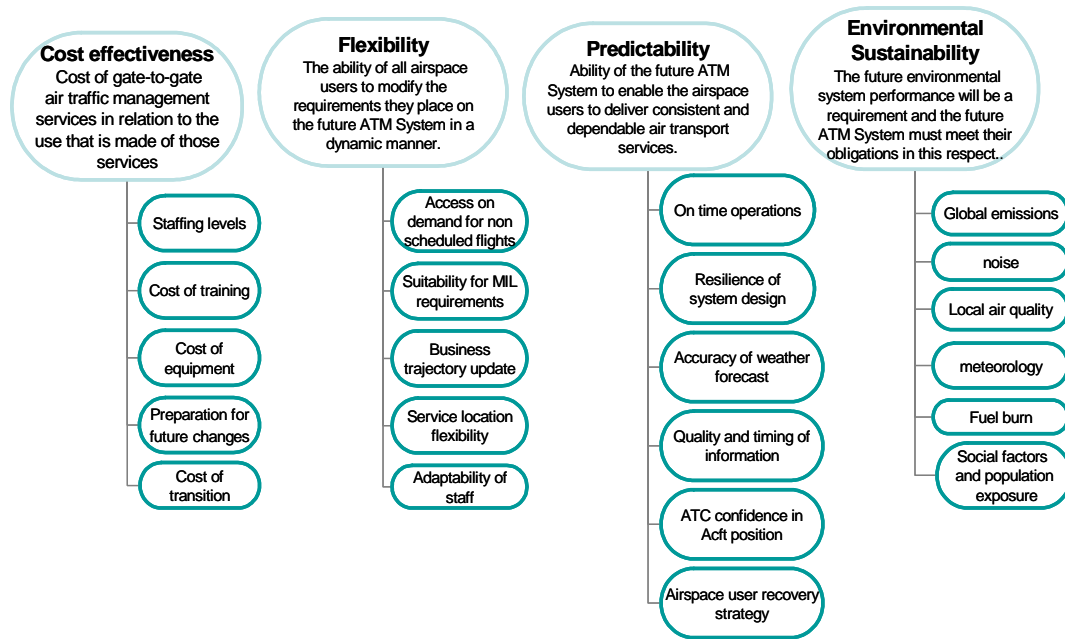 Cost effectiveness
Cost of gate-to-gate
air traffic management
services in relation to the
use that is made of those
services
Staffing levels
Cost of training
Cost of
equipment
Preparation for
future changes
Cost of
transition
Flexibility
The ability of all airspace
users to modify the
requirements they place on
the future ATM System in a
dynamic manner.
Access on
demand for non
scheduled flights
Suitability for MIL
requirements
Business
trajectory update
Service location
flexibility
Adaptability of
staff
Predictability
Ability of the future ATM
System to enable the airspace
users to deliver consistent and
dependable air transport
services.
On time operations
Resilience of
system design
Accuracy of weather
forecast
Quality and timing of
information
ATC confidence in
Acft position
Airspace user recovery
strategy
Environmental
Sustainability
The future environmental
system performance will be a
requirement and the future
ATM System must meet their
obligations in this respect..
Global emissions
noise
Local air quality
meteorology
Fuel burn
Social factors
and population
exposure